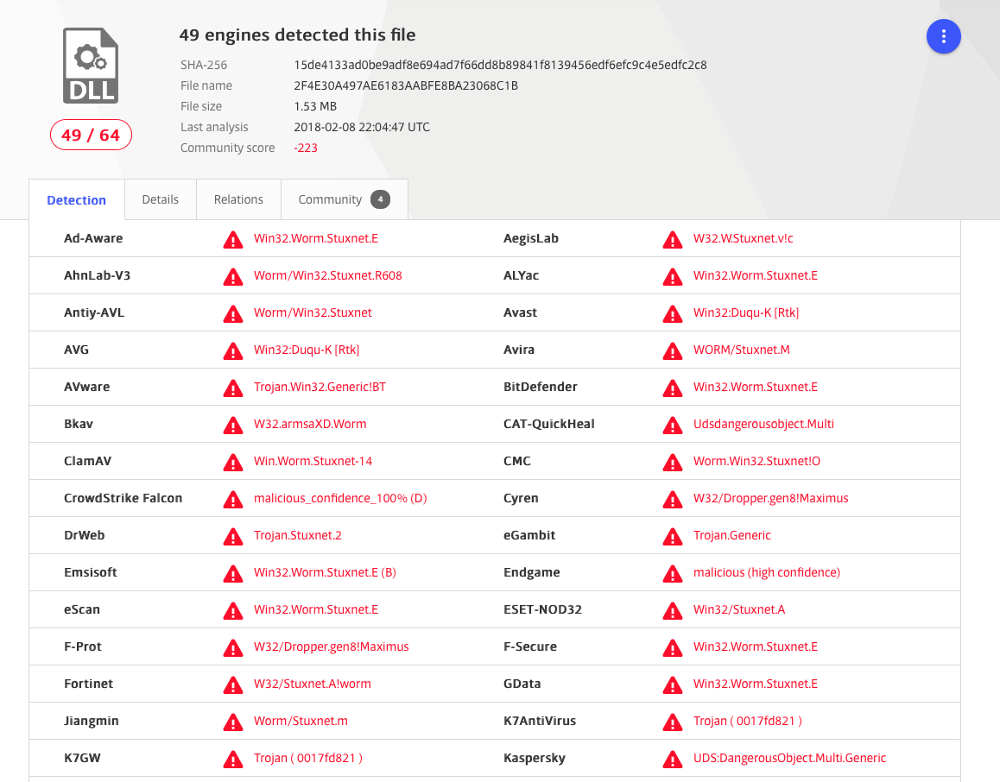 49 engines detected this file
SHA-256 15de4133ad0be9adf8e694ad7f66dd8b89841f8139456edf6efc9c4e5edfc2c8
File name 2F4E30A497AE6183AABFE8BA23068C1B
File size 1.53 MB
Last analysis 2018-02-08 22:04:47 UTC
Community score -223
DLL
49 / 64
Detection Details Relations Community 4
Ad-Aware Win32.Worm.Stuxnet.E AegisLab W32.W.Stuxnet.v!c
AhnLab-V3 Worm/Win32.Stuxnet.R608 ALYac Win32.Worm.Stuxnet.E
Antiy-AVL Worm/Win32.Stuxnet Avast Win32:Duqu-K [Rtk]
AVG Win32:Duqu-K [Rtk] Avira WORM/Stuxnet.M
AVware Trojan.Win32.Generic!BT BitDefender Win32.Worm.Stuxnet.E
Bkav W32.armsaXD.Worm CAT-QuickHeal Udsdangerousobject.Multi
ClamAV Win.Worm.Stuxnet-14 CMC Worm.Win32.Stuxnet!O
CrowdStrike Falcon malicious_confidence_100% (D) Cyren W32/Dropper.gen8!Maximus
DrWeb Trojan.Stuxnet.2 eGambit Trojan.Generic
Emsisoft Win32.Worm.Stuxnet.E (B) Endgame malicious (high confidence)
eScan Win32.Worm.Stuxnet.E ESET-NOD32 Win32/Stuxnet.A
F-Prot W32/Dropper.gen8!Maximus F-Secure Win32.Worm.Stuxnet.E
Fortinet W32/Stuxnet.A!worm GData Win32.Worm.Stuxnet.E
Jiangmin Worm/Stuxnet.m K7AntiVirus Trojan ( 0017fd821 )
K7GW Trojan ( 0017fd821 ) Kaspersky UDS:DangerousObject.Multi.Generic